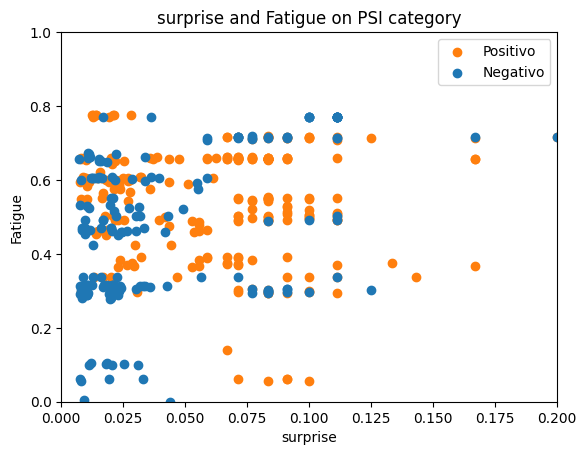 surprise and Fatigue on PSI category
Positivo
Negativo
1.0
0.8
0.6
0.4
0.2
0.0
Fatigue
0.000 0.025 0.050 0.075 0.100 0.125 0.150 0.175 0.200
surprise